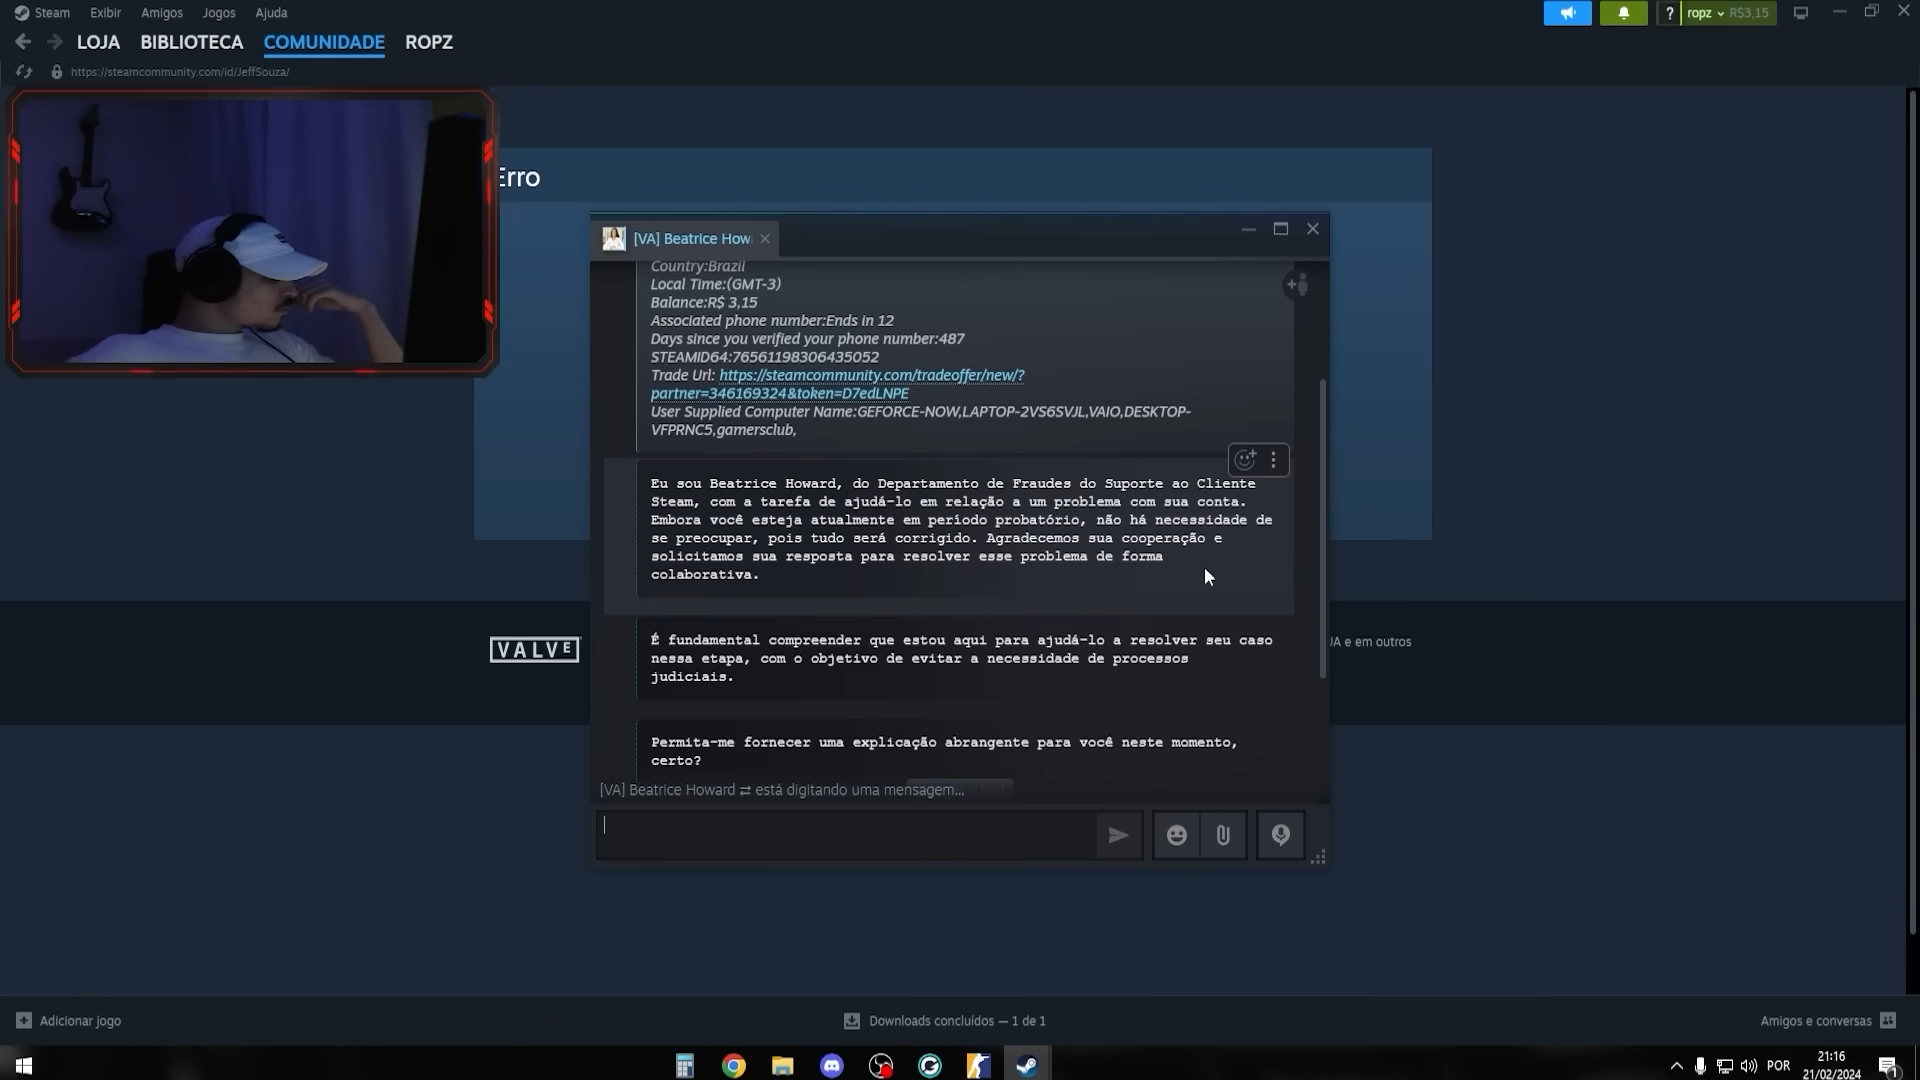 Steam Exibir Amigos Jogos Ajuda
? ropz R$3,15
LOJA BIBLIOTECA COMUNIDADE ROPZ
https://steamcommunity.com/id/JeffSouza/
Erro
[VA] Beatrice How
Country:Brazil
Local Time:(GMT-3)
Balance:R$ 3,15
Associated phone number:Ends in 12
Days since you verified your phone number:487
STEAMID64:76561198306435052
Trade Url: https://steamcommunity.com/tradeoffer/new/?
partner=346169324&token=D7edLNPE
User Supplied Computer Name:GEFORCE-NOW,LAPTOP-2VS6SVJL,VAIO,DESKTOP-
VFPRNC5,gamersclub,
Eu sou Beatrice Howard, do Departamento de Fraudes do Suporte ao Cliente
Steam, com a tarefa de ajudá-lo em relação a um problema com sua conta.
Embora você esteja atualmente em período probatório, não há necessidade de
se preocupar, pois tudo será corrigido. Agradecemos sua cooperação e
solicitamos sua resposta para resolver esse problema de forma
colaborativa.
É fundamental compreender que estou aqui para ajudá-lo a resolver seu caso
nessa etapa, com o objetivo de evitar a necessidade de processos
judiciais.
VALVE
JA e em outros
Permita-me fornecer uma explicação abrangente para você neste momento,
certo?
[VA] Beatrice Howard ⇄ está digitando uma mensagem...
Adicionar jogo
Downloads concluídos — 1 de 1
Amigos e conversas
POR
21:16
21/02/2024
1